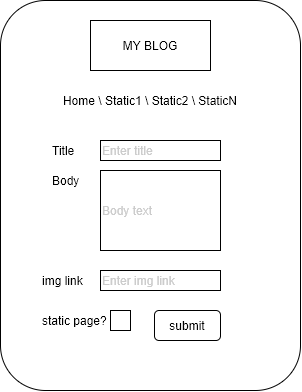 MY BLOG
Home \ Static1 \ Static2 \ StaticN
Title Enter title
Body
Body text
img link Enter img link
static page?
submit